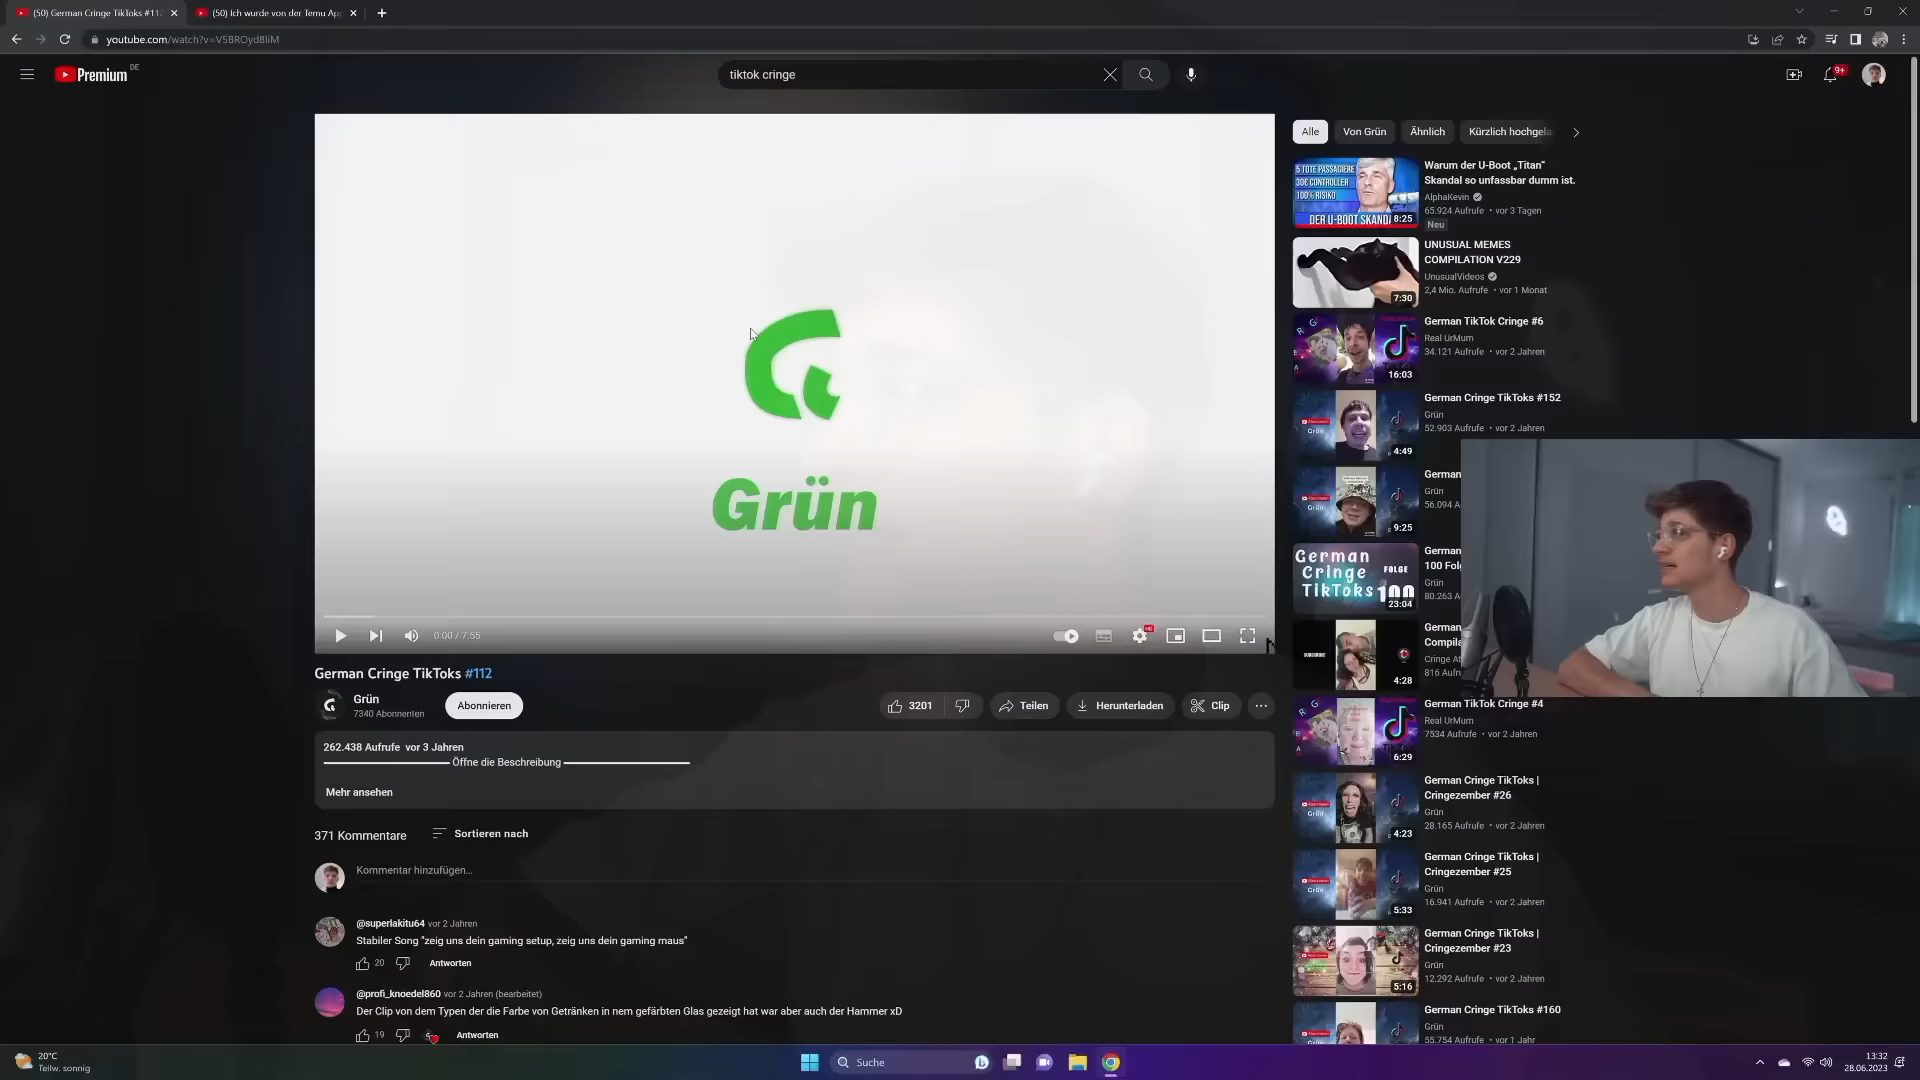 (50) German Cringe TikToks #112
(50) Ich wurde von der Temu App
youtube.com/watch?v=V5BROydBliM
Premium DE
tiktok cringe
9+
Grün
0:00 / 7:55
HD
German Cringe TikToks #112
Grün
7340 Abonnenten
Abonnieren
3201
Teilen
Herunterladen
Clip
262.438 Aufrufe vor 3 Jahren
Öffne die Beschreibung
Mehr ansehen
371 Kommentare
Sortieren nach
Kommentar hinzufügen...
@superlakitu64 vor 2 Jahren
Stabiler Song "zeig uns dein gaming setup, zeig uns dein gaming maus"
20
Antworten
@profi_knoedel860 vor 2 Jahren (bearbeitet)
Der Clip von dem Typen der die Farbe von Getränken in nem gefärbten Glas gezeigt hat war aber auch der Hammer xD
19
Antworten
Alle
Von Grün
Ähnlich
Kürzlich hochgela
5 TOTE PASSAGIERE
30€ CONTROLLER
100% RISIKO
DER U-BOOT SKAND
8:25
Warum der U-Boot „Titan"
Skandal so unfassbar dumm ist.
AlphaKevin
65.924 Aufrufe • vor 3 Tagen
Neu
7:30
UNUSUAL MEMES
COMPILATION V229
UnusualVideos
2,4 Mio. Aufrufe • vor 1 Monat
16:03
German TikTok Cringe #6
Real UrMum
34.121 Aufrufe • vor 2 Jahren
Grün
4:49
German Cringe TikToks #152
Grün
52.903 Aufrufe • vor 2 Jahren
Grün
9:25
German
Grün
56.094 A
German
Cringe
TikToks
FOLGE
100
23:04
German
100 Fol
Grün
80.263 A
SUBSCRIBE!
4:28
German
Compila
Cringe A
816 Aufr
6:29
German TikTok Cringe #4
Real UrMum
7534 Aufrufe • vor 2 Jahren
Grün
4:23
German Cringe TikToks |
Cringezember #26
Grün
28.165 Aufrufe • vor 2 Jahren
Grün
5:33
German Cringe TikToks |
Cringezember #25
Grün
16.941 Aufrufe • vor 2 Jahren
5:16
German Cringe TikToks |
Cringezember #23
Grün
12.292 Aufrufe • vor 2 Jahren
German Cringe TikToks #160
Grün
55.754 Aufrufe • vor 1 Jahr
20°C
Teilw. sonnig
Suche
13:32
28.06.2023